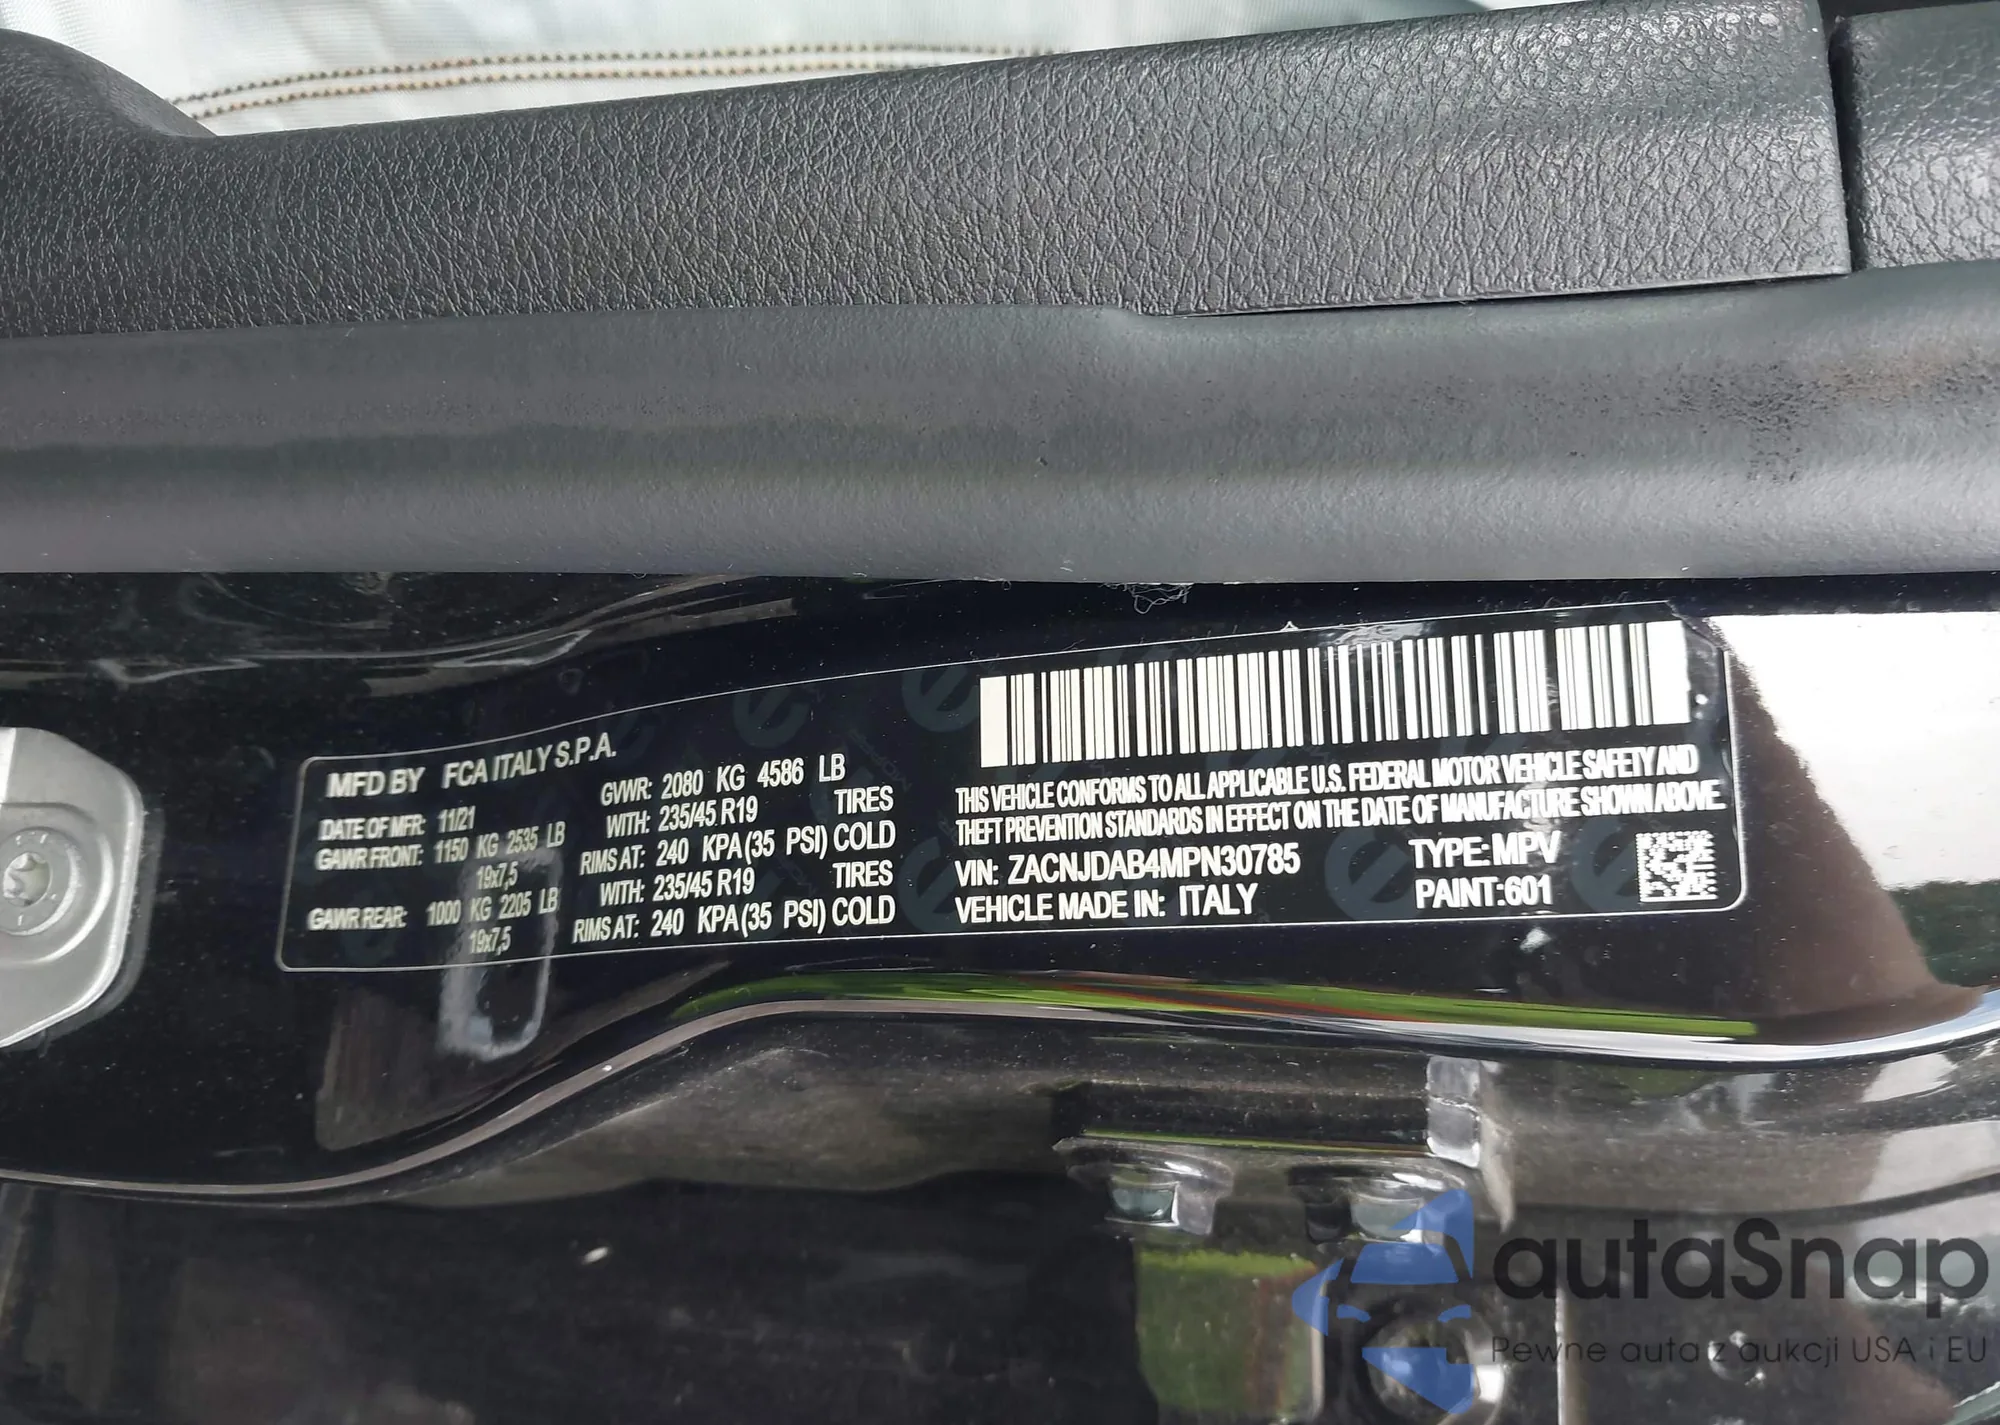 MFD BY FCA ITALY S.P.A.
DATE OF MFR: 11/21 GVWR: 2080 KG 4586 LB
GAWR FRONT: 1150 KG 2535 LB WITH: 235/45 R19 TIRES
19x7,5 RIMS AT: 240 KPA (35 PSI) COLD
GAWR REAR: 1000 KG 2205 LB WITH: 235/45 R19 TIRES
19x7,5 RIMS AT: 240 KPA (35 PSI) COLD
THIS VEHICLE CONFORMS TO ALL APPLICABLE U.S. FEDERAL MOTOR VEHICLE SAFETY AND
THEFT PREVENTION STANDARDS IN EFFECT ON THE DATE OF MANUFACTURE SHOWN ABOVE.
VIN: ZACNJDAB4MPN30785 TYPE: MPV
VEHICLE MADE IN: ITALY PAINT: 601
autaSnap
Pewne auta z aukcji USA i EU